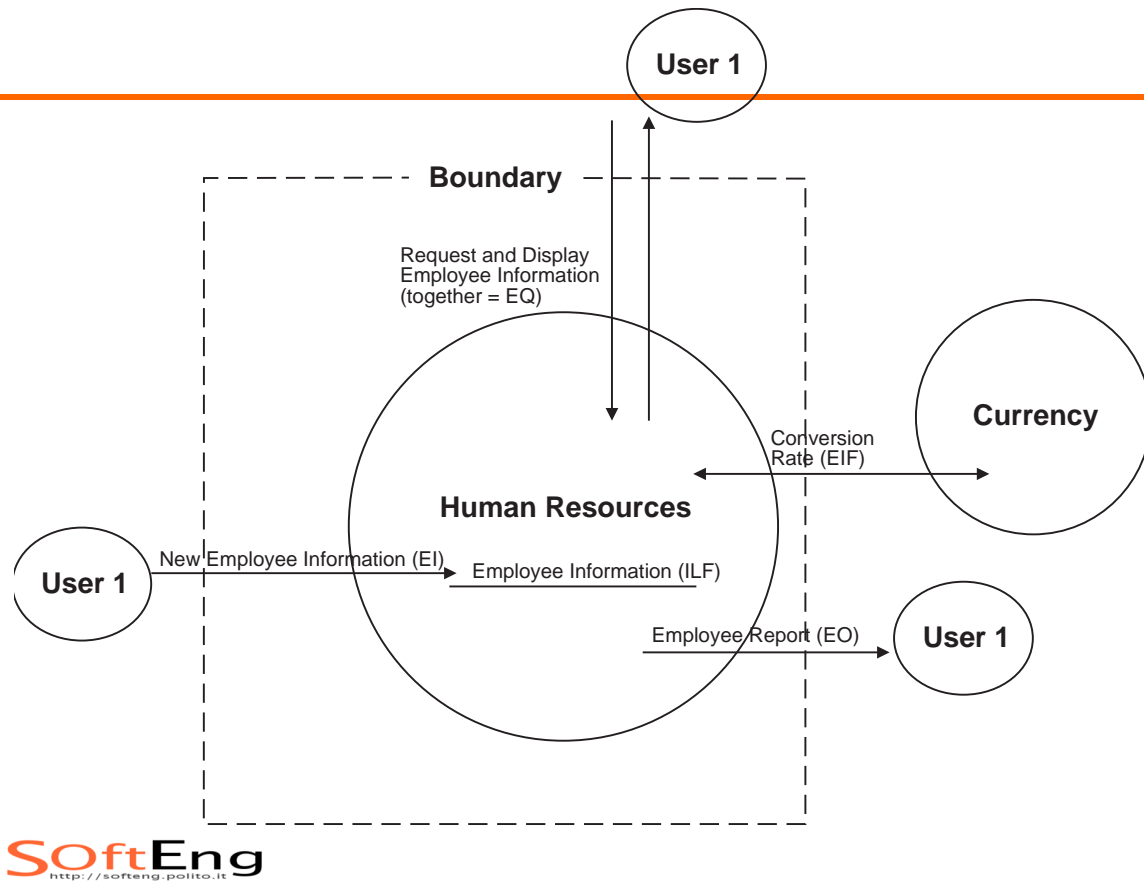 User 1
Boundary
Request and Display
Employee Information
(together = EQ)
Currency
Conversion
Rate (EIF)
Human Resources
New Employee Information (EI)
Employee Information (ILF)
User 1
Employee Report (EO)
User 1
SOftEng
http://softeng.polito.it